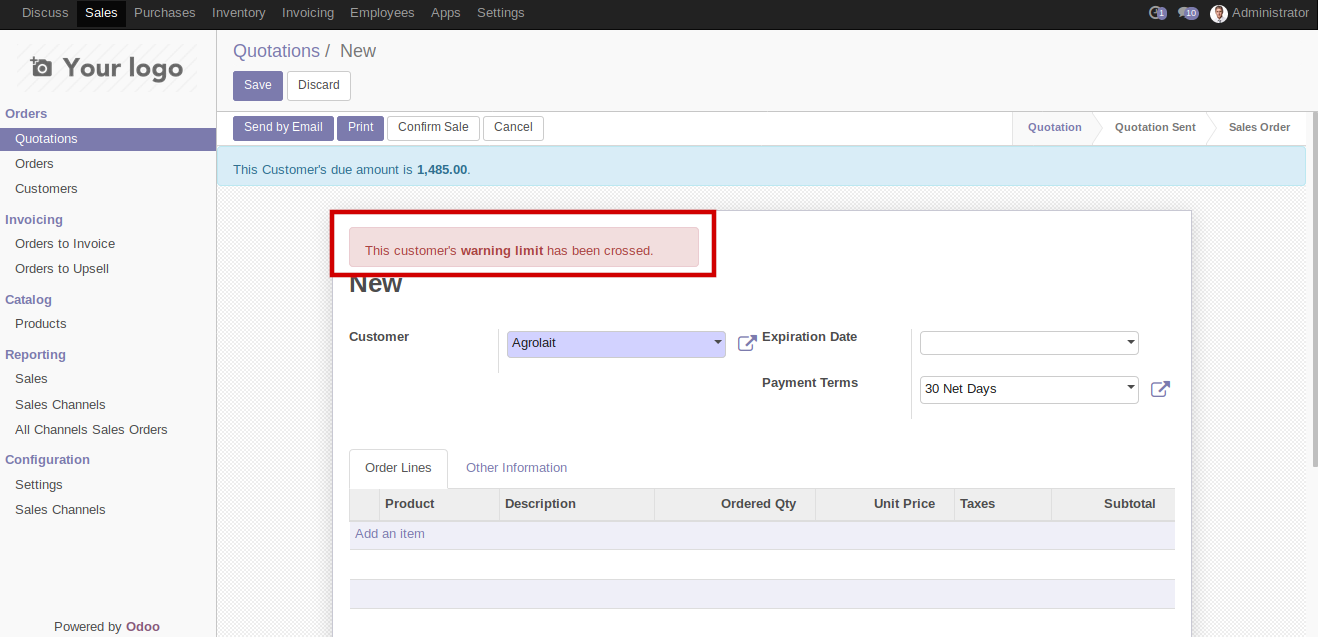 Discuss Sales Purchases Inventory Invoicing Employees Apps Settings 1 10 Administrator
Your logo
Orders
Quotations
Orders
Customers
Invoicing
Orders to Invoice
Orders to Upsell
Catalog
Products
Reporting
Sales
Sales Channels
All Channels Sales Orders
Configuration
Settings
Sales Channels
Powered by Odoo
Quotations / New
Save Discard
Send by Email Print Confirm Sale Cancel Quotation Quotation Sent Sales Order
This Customer's due amount is 1,485.00.
This customer's warning limit has been crossed.
New
Customer Agrolait Expiration Date
Payment Terms 30 Net Days
Order Lines Other Information
Product Description Ordered Qty Unit Price Taxes Subtotal
Add an item